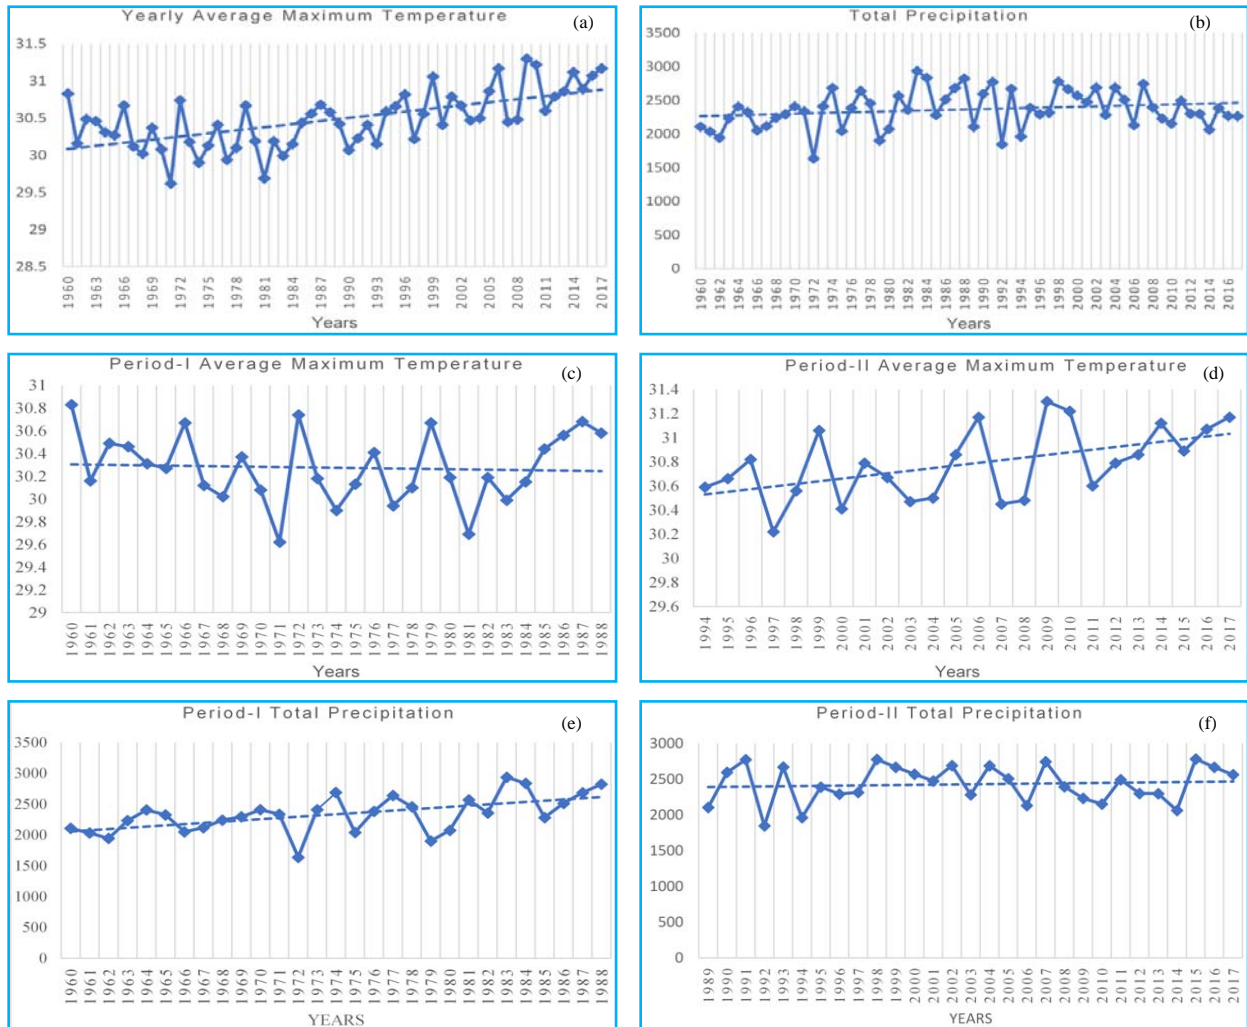 Yearly Average Maximum Temperature
(a)
31.5
31
30.5
30
29.5
29
28.5
1960 1963 1966 1969 1972 1975 1978 1981 1984 1987 1990 1993 1996 1999 2002 2005 2008 2011 2014 2017
Years
Total Precipitation
(b)
3500
3000
2500
2000
1500
1000
500
0
1960 1962 1964 1966 1968 1970 1972 1974 1976 1978 1980 1982 1984 1986 1988 1990 1992 1994 1996 1998 2000 2002 2004 2006 2008 2010 2012 2014 2016
Years
Period-I Average Maximum Temperature
(c)
31
30.8
30.6
30.4
30.2
30
29.8
29.6
29.4
29.2
29
1960 1961 1962 1963 1964 1965 1966 1967 1968 1969 1970 1971 1972 1973 1974 1975 1976 1977 1978 1979 1980 1981 1982 1983 1984 1985 1986 1987 1988
Years
Period-II Average Maximum Temperature
(d)
31.4
31.2
31
30.8
30.6
30.4
30.2
30
29.8
29.6
1994 1995 1996 1997 1998 1999 2000 2001 2002 2003 2004 2005 2006 2007 2008 2009 2010 2011 2012 2013 2014 2015 2016 2017
Years
Period-I Total Precipitation
(e)
3500
3000
2500
2000
1500
1000
500
0
1960 1961 1962 1963 1964 1965 1966 1967 1968 1969 1970 1971 1972 1973 1974 1975 1976 1977 1978 1979 1980 1981 1982 1983 1984 1985 1986 1987 1988
YEARS
Period-II Total Precipitation
(f)
3000
2500
2000
1500
1000
500
0
1989 1990 1991 1992 1993 1994 1995 1996 1997 1998 1999 2000 2001 2002 2003 2004 2005 2006 2007 2008 2009 2010 2011 2012 2013 2014 2015 2016 2017
YEARS